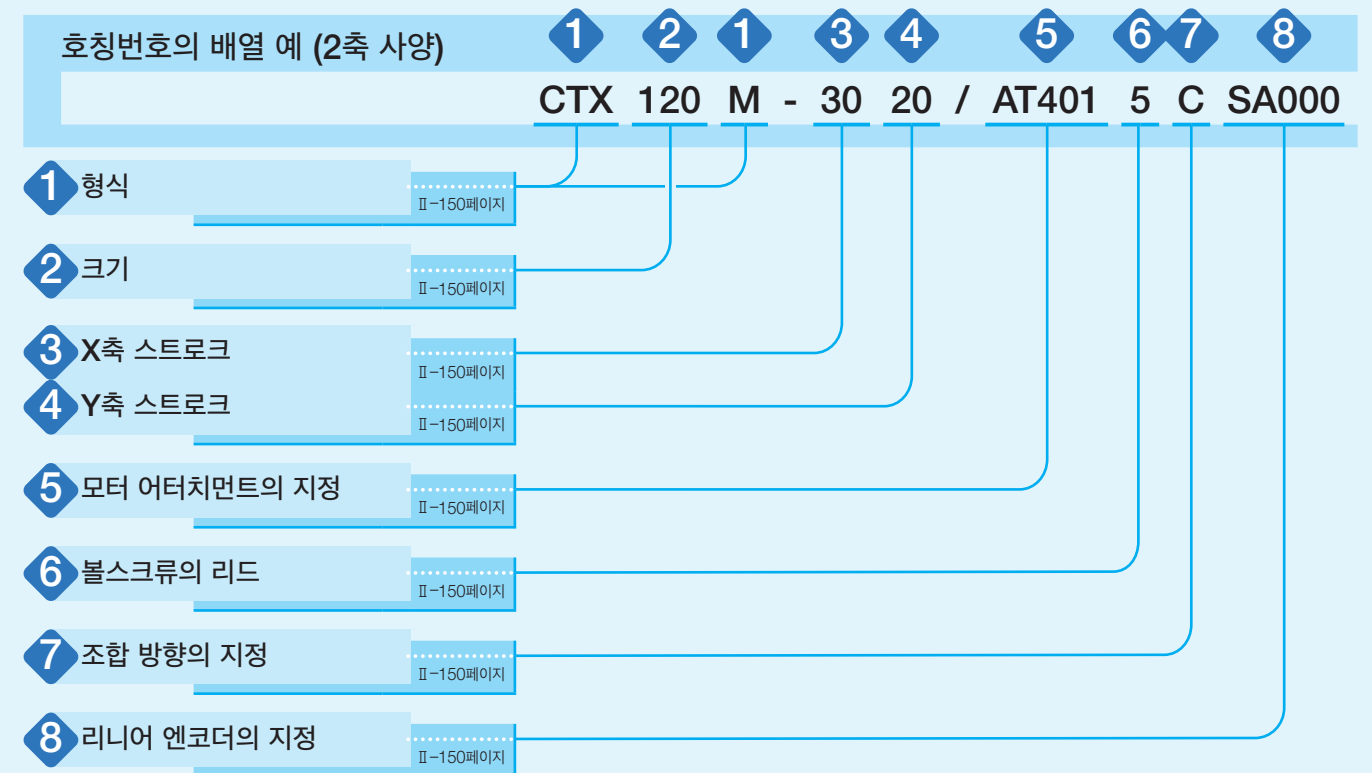 호칭번호의 배열 예 (2축 사양)
1 2 1 3 4 5 6 7 8
CTX 120 M - 30 20 / AT401 5 C SA000
1 형식
Ⅱ-150페이지
2 크기
Ⅱ-150페이지
3 X축 스트로크
Ⅱ-150페이지
4 Y축 스트로크
Ⅱ-150페이지
5 모터 어터치먼트의 지정
Ⅱ-150페이지
6 볼스크류의 리드
Ⅱ-150페이지
7 조합 방향의 지정
Ⅱ-150페이지
8 리니어 엔코더의 지정
Ⅱ-150페이지